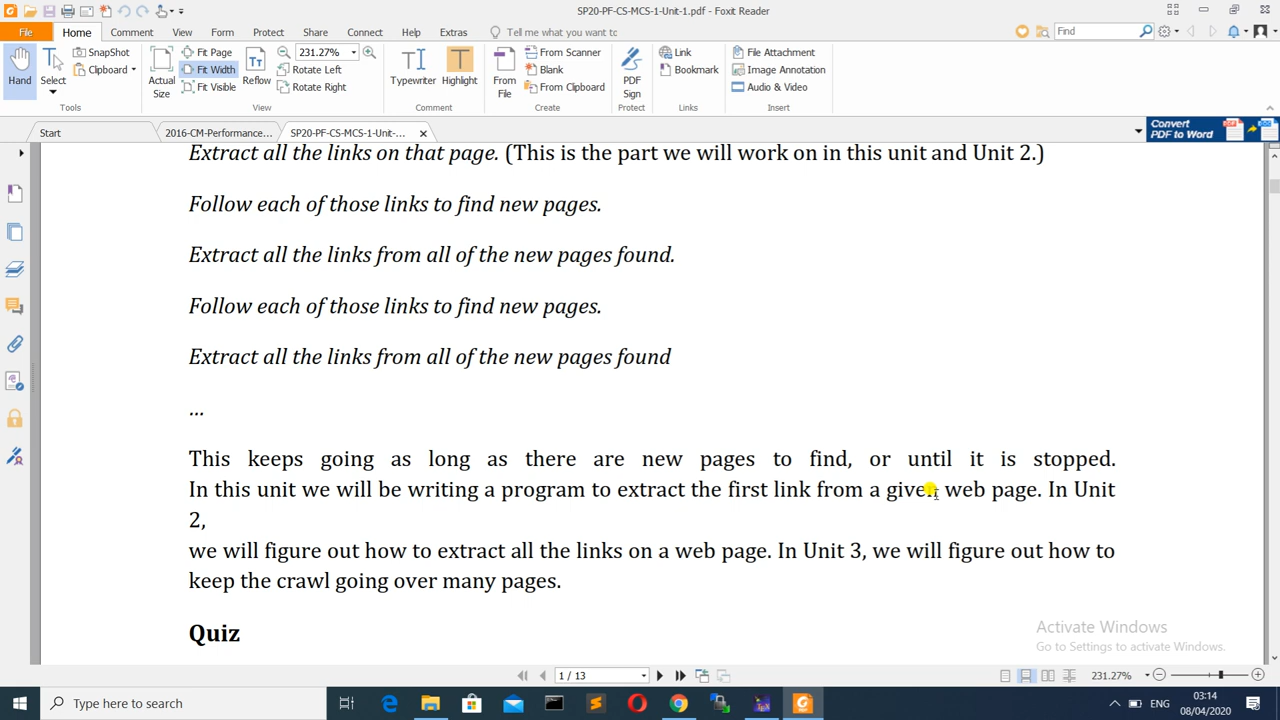 SP20-PF-CS-MCS-1-Unit-1.pdf - Foxit Reader
File Home Comment View Form Protect Share Connect Help Extras Tell me what you want to Find
Hand
Select
SnapShot
Clipboard
Tools
Actual
Size
Fit Page
Fit Width
Fit Visible
Reflow
231.27%
Rotate Left
Rotate Right
View
Typewriter
Highlight
Comment
From
File
From Scanner
Blank
From Clipboard
Create
PDF
Sign
Protect
Link
Bookmark
Links
File Attachment
Image Annotation
Audio & Video
Insert
Start 2016-CM-Performance... SP20-PF-CS-MCS-1-Unit-...
Convert
PDF to Word
Extract all the links on that page. (This is the part we will work on in this unit and Unit 2.)
Follow each of those links to find new pages.
Extract all the links from all of the new pages found.
Follow each of those links to find new pages.
Extract all the links from all of the new pages found
...
This keeps going as long as there are new pages to find, or until it is stopped.
In this unit we will be writing a program to extract the first link from a given web page. In Unit
2,
we will figure out how to extract all the links on a web page. In Unit 3, we will figure out how to
keep the crawl going over many pages.
Quiz
Activate Windows
Go to Settings to activate Windows.
1 / 13
231.27%
Type here to search
ENG
03:14
08/04/2020